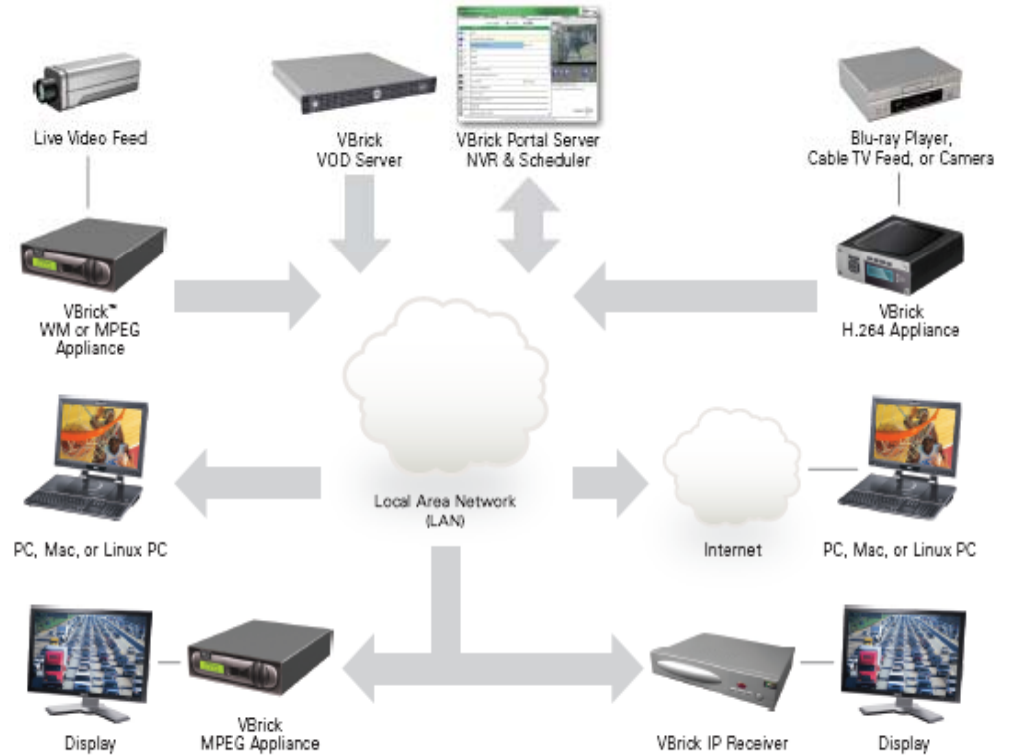 Live Video Feed
VBrick
VOD Server
VBrick Portal Server
NVR & Scheduler
Blu-ray Player,
Cable TV Feed, or Camera
VBrick™
WM or MPEG
Appliance
VBrick
H.264 Appliance
Local Area Network
(LAN)
PC, Mac, or Linux PC
Internet
PC, Mac, or Linux PC
Display
VBrick
MPEG Appliance
VBrick IP Receiver
Display